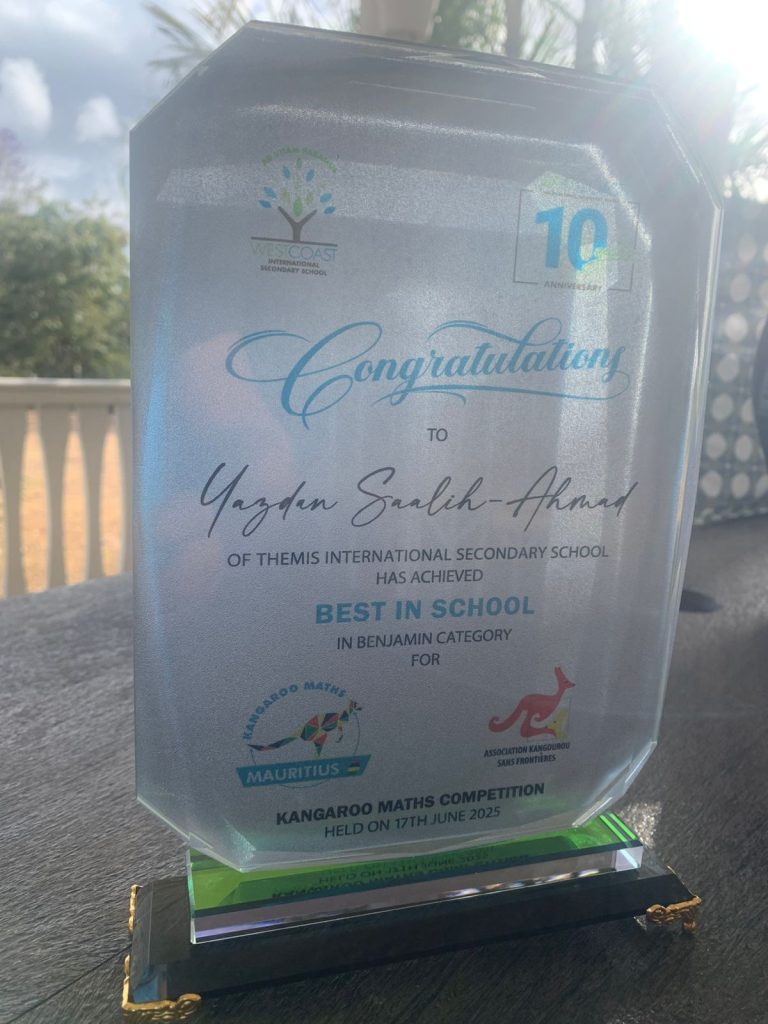 WESTCOAST
INTERNATIONAL
SECONDARY SCHOOL
10
ANNIVERSARY
Congratulations
TO
Yazdan Saalih-Ahmad
OF THEMIS INTERNATIONAL SECONDARY SCHOOL
HAS ACHIEVED
BEST IN SCHOOL
IN BENJAMIN CATEGORY
FOR
KANGAROO MATHS
MAURITIUS
ASSOCIATION KANGOUROU
SANS FRONTIÈRES
KANGAROO MATHS COMPETITION
HELD ON 17TH JUNE 2025